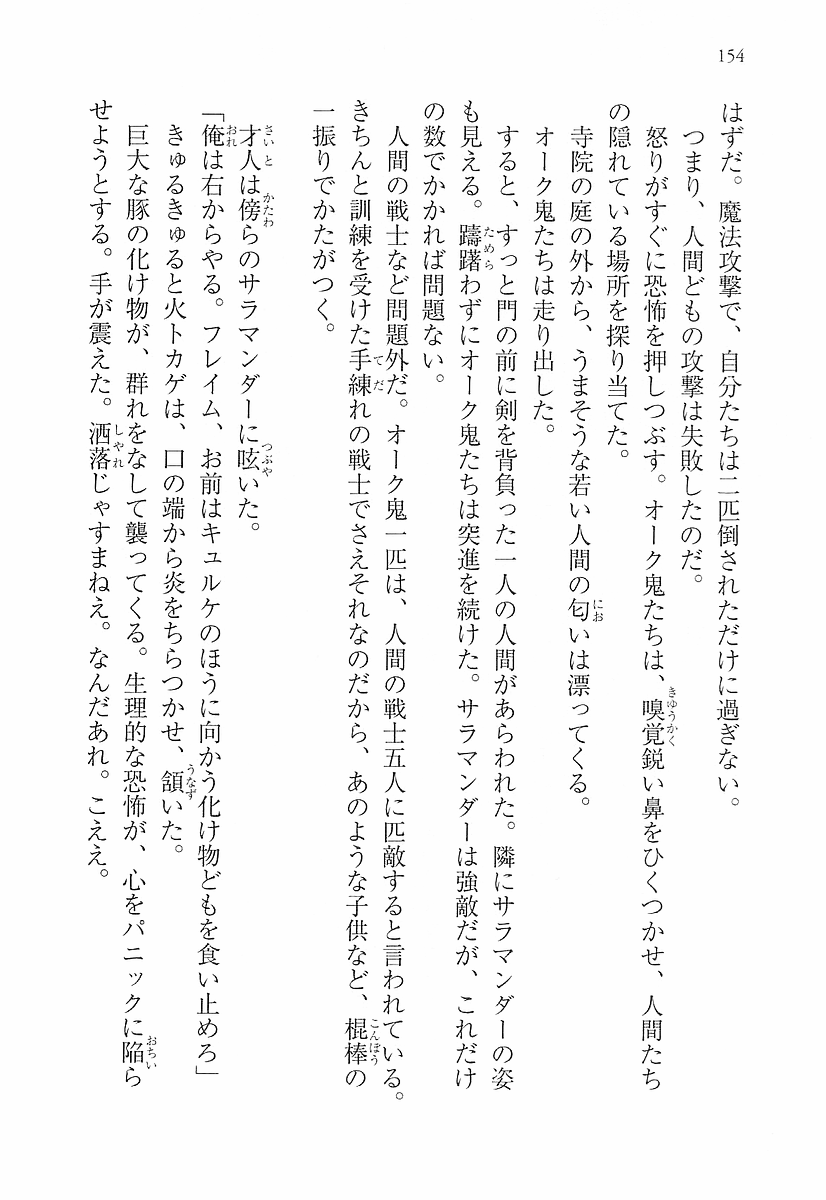 154
はずだ。魔法攻撃で、自分たちは二匹倒されただけに過ぎない。
つまり、人間どもの攻撃は失敗したのだ。
怒りがすぐに恐怖を押しつぶす。オーク鬼たちは、嗅覚鋭い鼻をひくつかせ、人間たち
の隠れている場所を探り当てた。
寺院の庭の外から、うまそうな若い人間の匂いは漂ってくる。
オーク鬼たちは走り出した。
すると、すっと門の前に剣を背負った一人の人間があらわれた。隣にサラマンダーの姿
も見える。躊躇わずにオーク鬼たちは突進を続けた。サラマンダーは強敵だが、これだけ
の数でかかれば問題ない。
人間の戦士など問題外だ。オーク鬼一匹は、人間の戦士五人に匹敵すると言われている。
きちんと訓練を受けた手練れの戦士でさえそれなのだから、あのような子供など、棍棒の
一振りでかたがつく。
才人は傍らのサラマンダーに呟いた。
「俺は右からやる。フレイム、お前はキュルケのほうに向かう化け物どもを食い止めろ」
きゅるきゅると火トカゲは、口の端から炎をちらつかせ、頷いた。
巨大な豚の化け物が、群れをなして襲ってくる。生理的な恐怖が、心をパニックに陥ら
せようとする。手が震えた。洒落じゃすまねえ。なんだあれ。こええ。